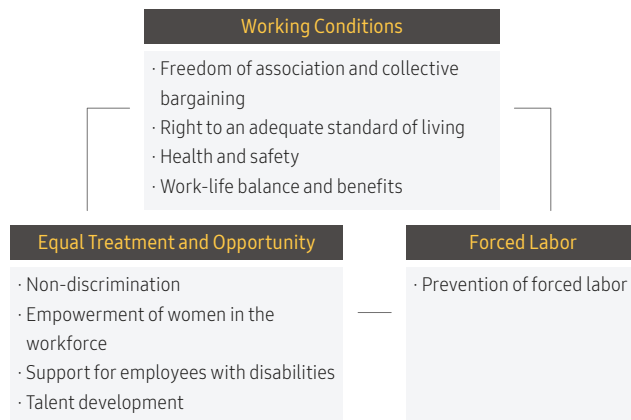 Working Conditions
· Freedom of association and collective
bargaining
· Right to an adequate standard of living
· Health and safety
· Work-life balance and benefits
Equal Treatment and Opportunity
· Non-discrimination
· Empowerment of women in the
workforce
· Support for employees with disabilities
· Talent development
Forced Labor
· Prevention of forced labor